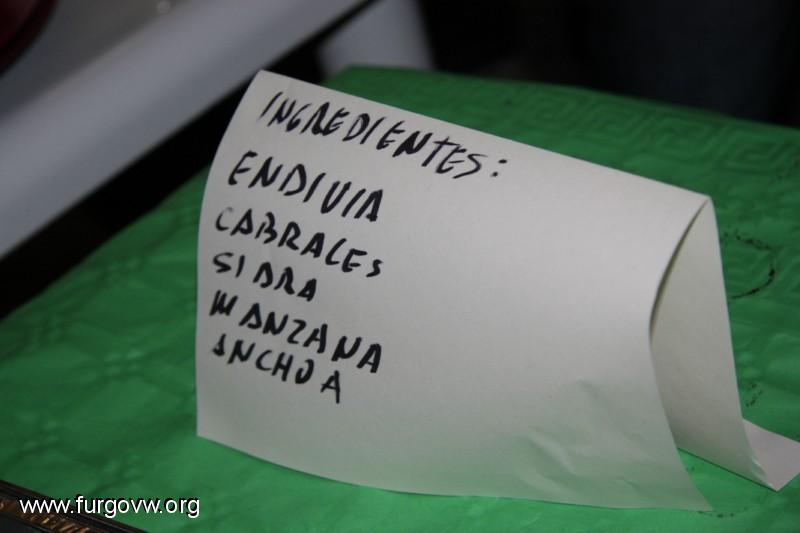 INGREDIENTES:
ENDIVIA
CABRALES
SIDRA
MANZANA
ANCHOA
www.furgovw.org